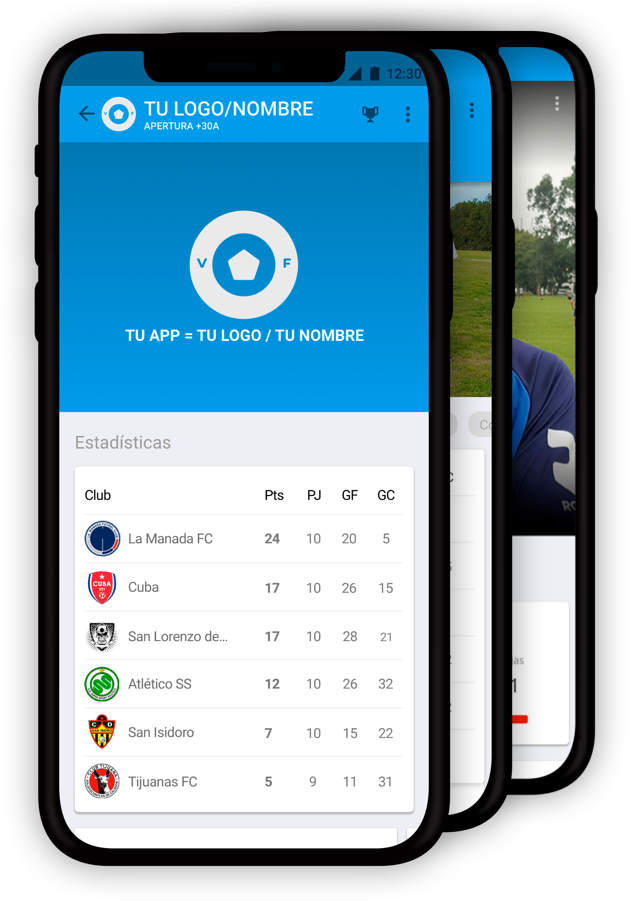 12:30
TU LOGO/NOMBRE
APERTURA +30A
V F
TU APP = TU LOGO / TU NOMBRE
Estadísticas
Club Pts PJ GF GC
La Manada FC 24 10 20 5
CUBA
Cuba 17 10 26 15
San Lorenzo de... 17 10 28 21
Atlético SS 12 10 26 32
C D
San Isidoro 7 10 15 22
Tijuanas FC 5 9 11 31